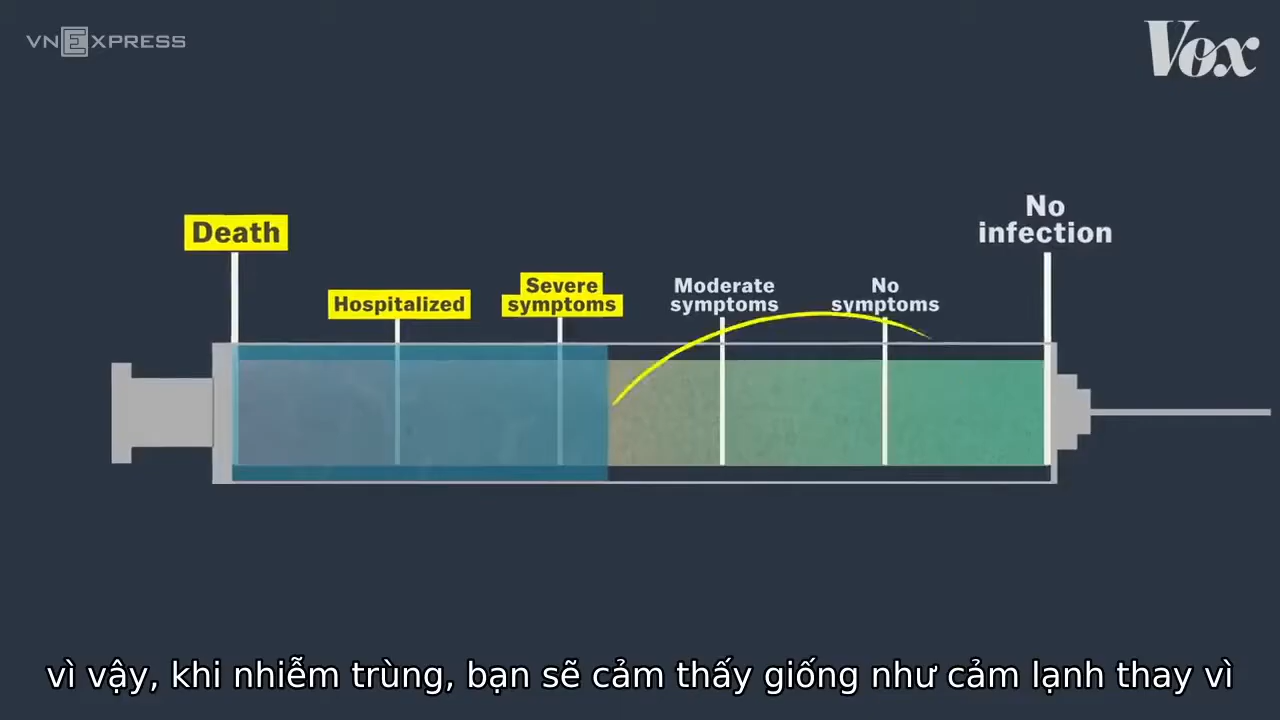 VNEXPRESS
Vox
No
infection
Death
Severe
symptoms
Moderate
symptoms
No
symptoms
Hospitalized
vì vậy, khi nhiễm trùng, bạn sẽ cảm thấy giống như cảm lạnh thay vì